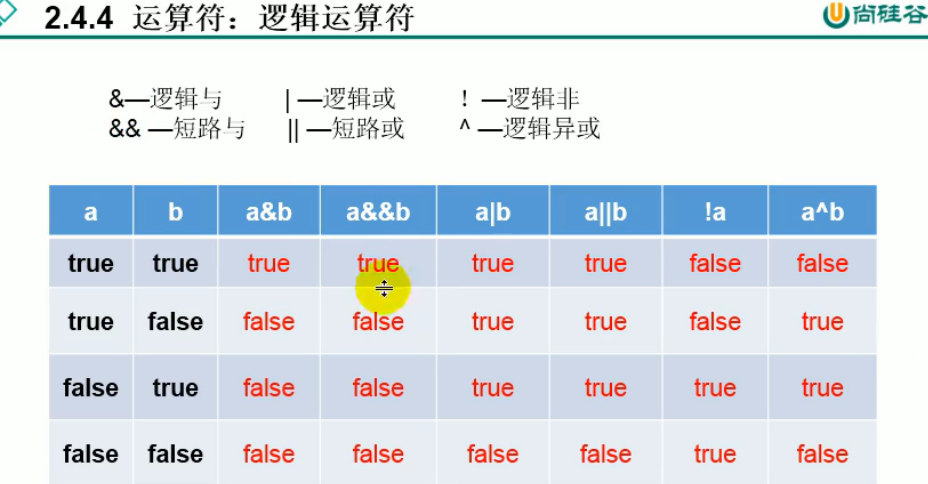 2.4.4 运算符：逻辑运算符
尚硅谷
&—逻辑与 | —逻辑或 ! —逻辑非
&& —短路与 || —短路或 ^ —逻辑异或
a b a&b a&&b a|b a||b !a a^b
true true true true true true false false
true false false false true true false true
false true false false true true true true
false false false false false false true false